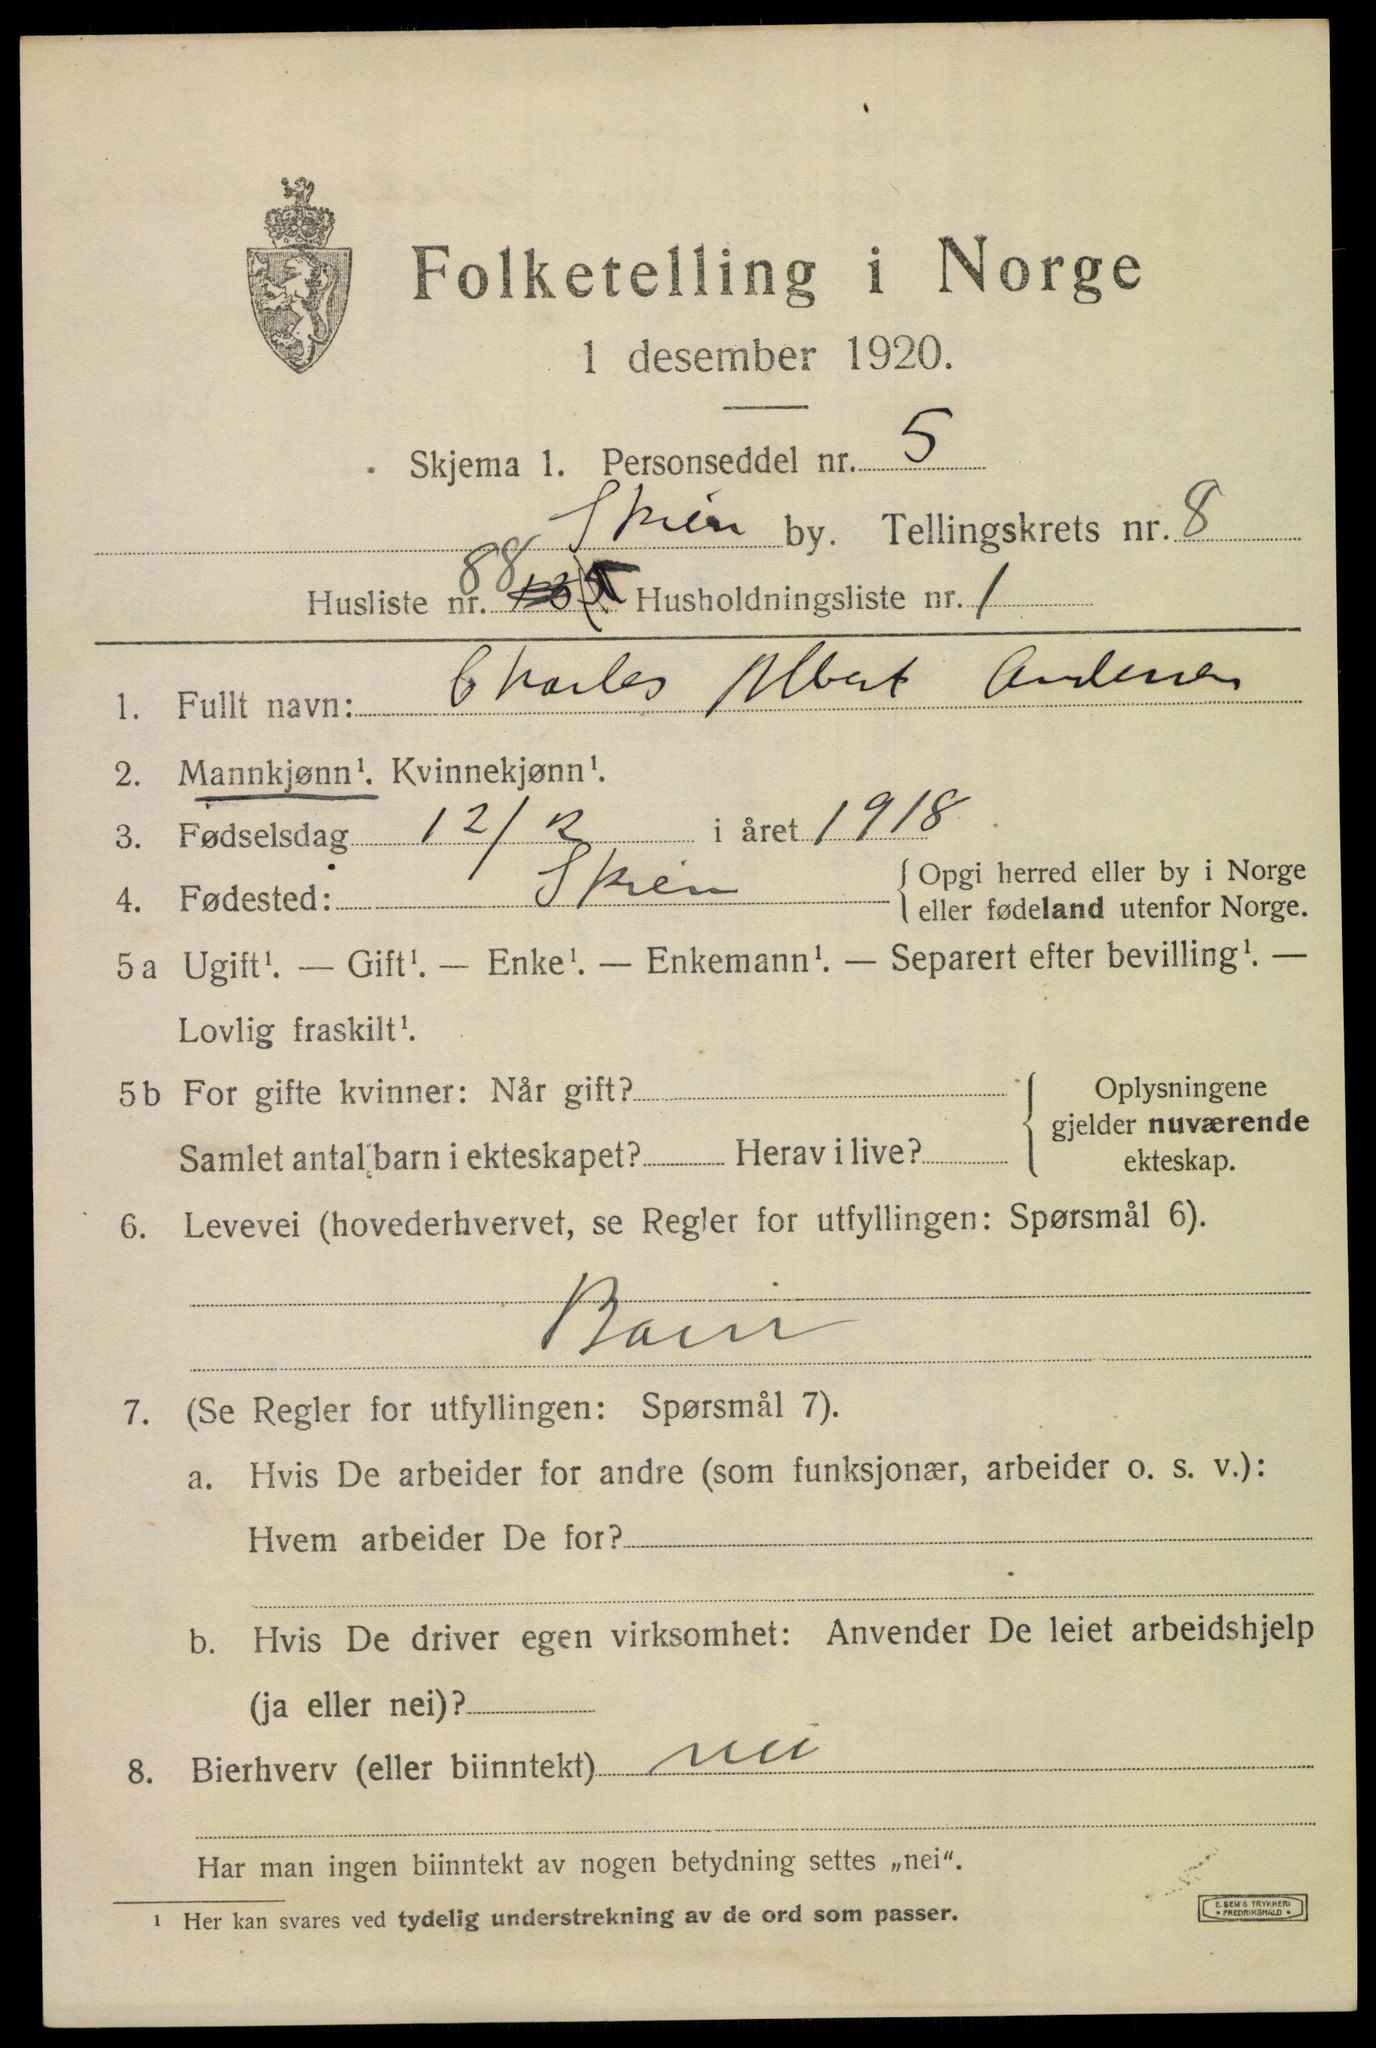 Folketelling i Norge
1 desember 1920.
Skjema 1. Personseddel nr. 5
Skien by. Tellingskrets nr. 8
Husliste nr. 88 Husholdningsliste nr. 1
1. Fullt navn: Charles Albert Andersen
2. Mannkjønn¹. Kvinnekjønn¹.
3. Fødselsdag 12/12 i året 1918
4. Fødested: Skien { Opgi herred eller by i Norge
eller fødeland utenfor Norge.
5 a Ugift¹. — Gift¹. — Enke¹. — Enkemann¹. — Separert efter bevilling¹. —
Lovlig fraskilt¹.
5 b For gifte kvinner: Når gift? { Oplysningene
gjelder nuværende
Samlet antal barn i ekteskapet? Herav i live? ekteskap.
6. Levevei (hovederhvervet, se Regler for utfyllingen: Spørsmål 6).
Barn
7. (Se Regler for utfyllingen: Spørsmål 7).
a. Hvis De arbeider for andre (som funksjonær, arbeider o. s. v.):
Hvem arbeider De for?
b. Hvis De driver egen virksomhet: Anvender De leiet arbeidshjelp
(ja eller nei)?
8. Bierhverv (eller biinntekt) nei
Har man ingen biinntekt av nogen betydning settes „nei“.
¹ Her kan svares ved tydelig understrekning av de ord som passer.
E. SEM'S TRYKKERI
• FREDRIKSHALD •